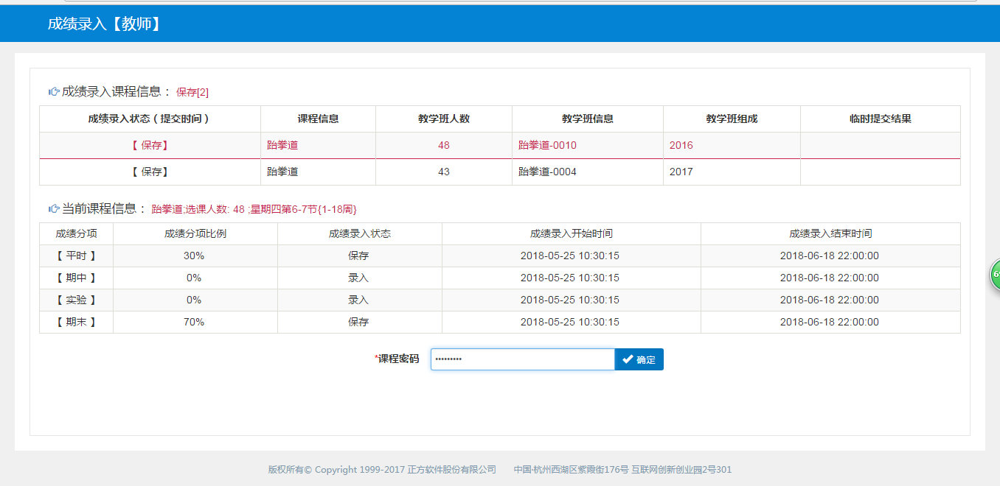 成绩录入【教师】
成绩录入课程信息： 保存[2]
成绩录入状态（提交时间） 课程信息 教学班人数 教学班信息 教学班组成 临时提交结果
【 保存】 跆拳道 48 跆拳道-0010 2016
【 保存】 跆拳道 43 跆拳道-0004 2017
当前课程信息： 跆拳道;选课人数: 48 ;星期四第6-7节{1-18周}
成绩分项 成绩分项比例 成绩录入状态 成绩录入开始时间 成绩录入结束时间
【 平时 】 30% 保存 2018-05-25 10:30:15 2018-06-18 22:00:00
【 期中 】 0% 录入 2018-05-25 10:30:15 2018-06-18 22:00:00
【 实验 】 0% 录入 2018-05-25 10:30:15 2018-06-18 22:00:00
【 期末 】 70% 保存 2018-05-25 10:30:15 2018-06-18 22:00:00
*课程密码 ••••••••• 确定
版权所有© Copyright 1999-2017 正方软件股份有限公司 中国·杭州西湖区紫霞街176号 互联网创新创业园2号301